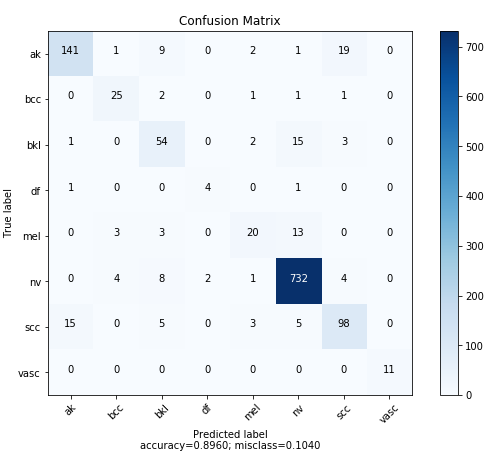 Confusion Matrix
ak 141 1 9 0 2 1 19 0
bcc 0 25 2 0 1 1 1 0
bkl 1 0 54 0 2 15 3 0
df 1 0 0 4 0 1 0 0
mel 0 3 3 0 20 13 0 0
nv 0 4 8 2 1 732 4 0
scc 15 0 5 0 3 5 98 0
vasc 0 0 0 0 0 0 0 11
ak bcc bkl df mel nv scc vasc
True label
Predicted label
accuracy=0.8960; misclass=0.1040
700
600
500
400
300
200
100
0